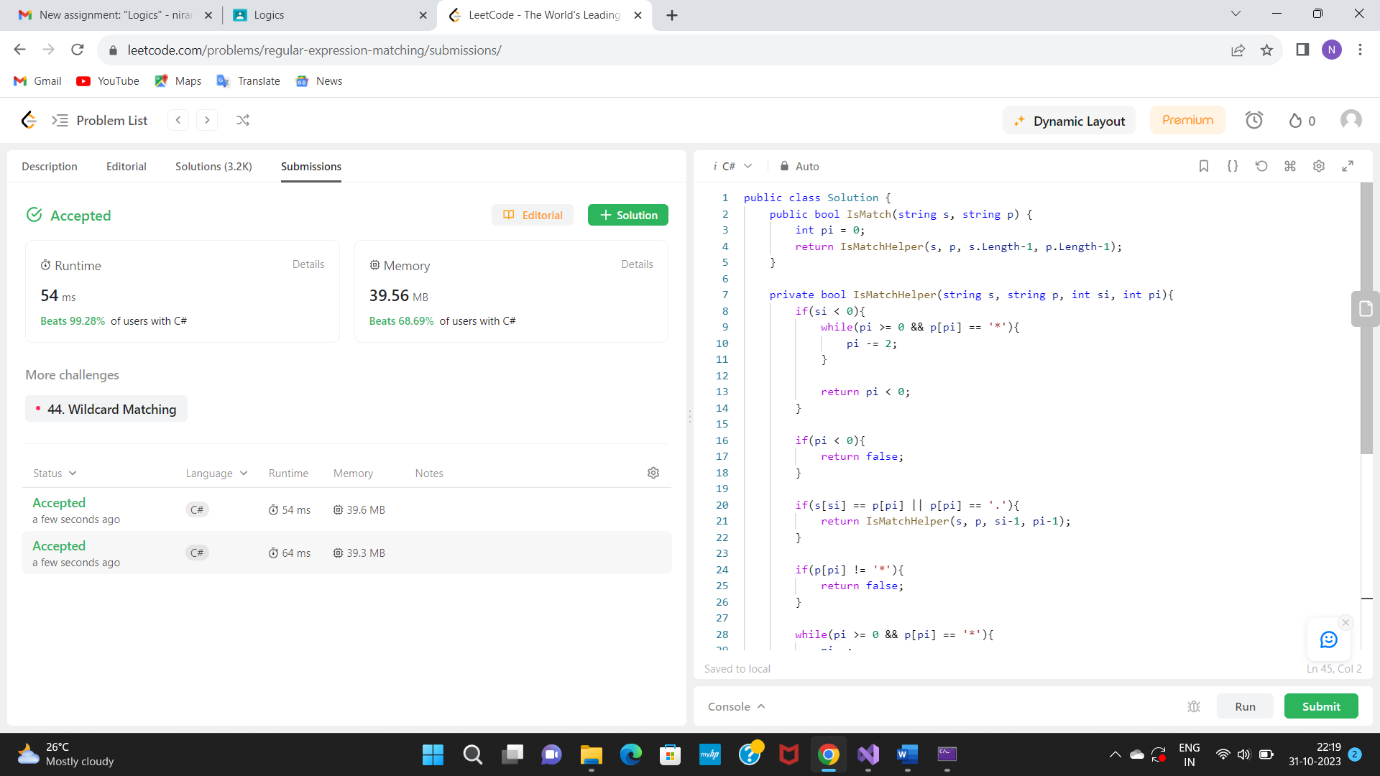 New assignment: "Logics" - nira
Logics
LeetCode - The World's Leading
leetcode.com/problems/regular-expression-matching/submissions/
N
Gmail YouTube Maps Translate News
Problem List
Dynamic Layout
Premium
0
Description Editorial Solutions (3.2K) Submissions
Accepted
Editorial
+ Solution
Runtime Details
54 ms
Beats 99.28% of users with C#
Memory Details
39.56 MB
Beats 68.69% of users with C#
More challenges
44. Wildcard Matching
Status Language Runtime Memory Notes
Accepted
a few seconds ago
C# 54 ms 39.6 MB
Accepted
a few seconds ago
C# 64 ms 39.3 MB
i C# Auto
1 public class Solution {
2 public bool IsMatch(string s, string p) {
3 int pi = 0;
4 return IsMatchHelper(s, p, s.Length-1, p.Length-1);
5 }
6
7 private bool IsMatchHelper(string s, string p, int si, int pi){
8 if(si < 0){
9 while(pi >= 0 && p[pi] == '*'){
10 pi -= 2;
11 }
12
13 return pi < 0;
14 }
15
16 if(pi < 0){
17 return false;
18 }
19
20 if(s[si] == p[pi] || p[pi] == '.'){
21 return IsMatchHelper(s, p, si-1, pi-1);
22 }
23
24 if(p[pi] != '*'){
25 return false;
26 }
27
28 while(pi >= 0 && p[pi] == '*'){
Saved to local
Ln 45, Col 2
Console
Run
Submit
26°C
Mostly cloudy
ENG
IN
22:19
31-10-2023
2